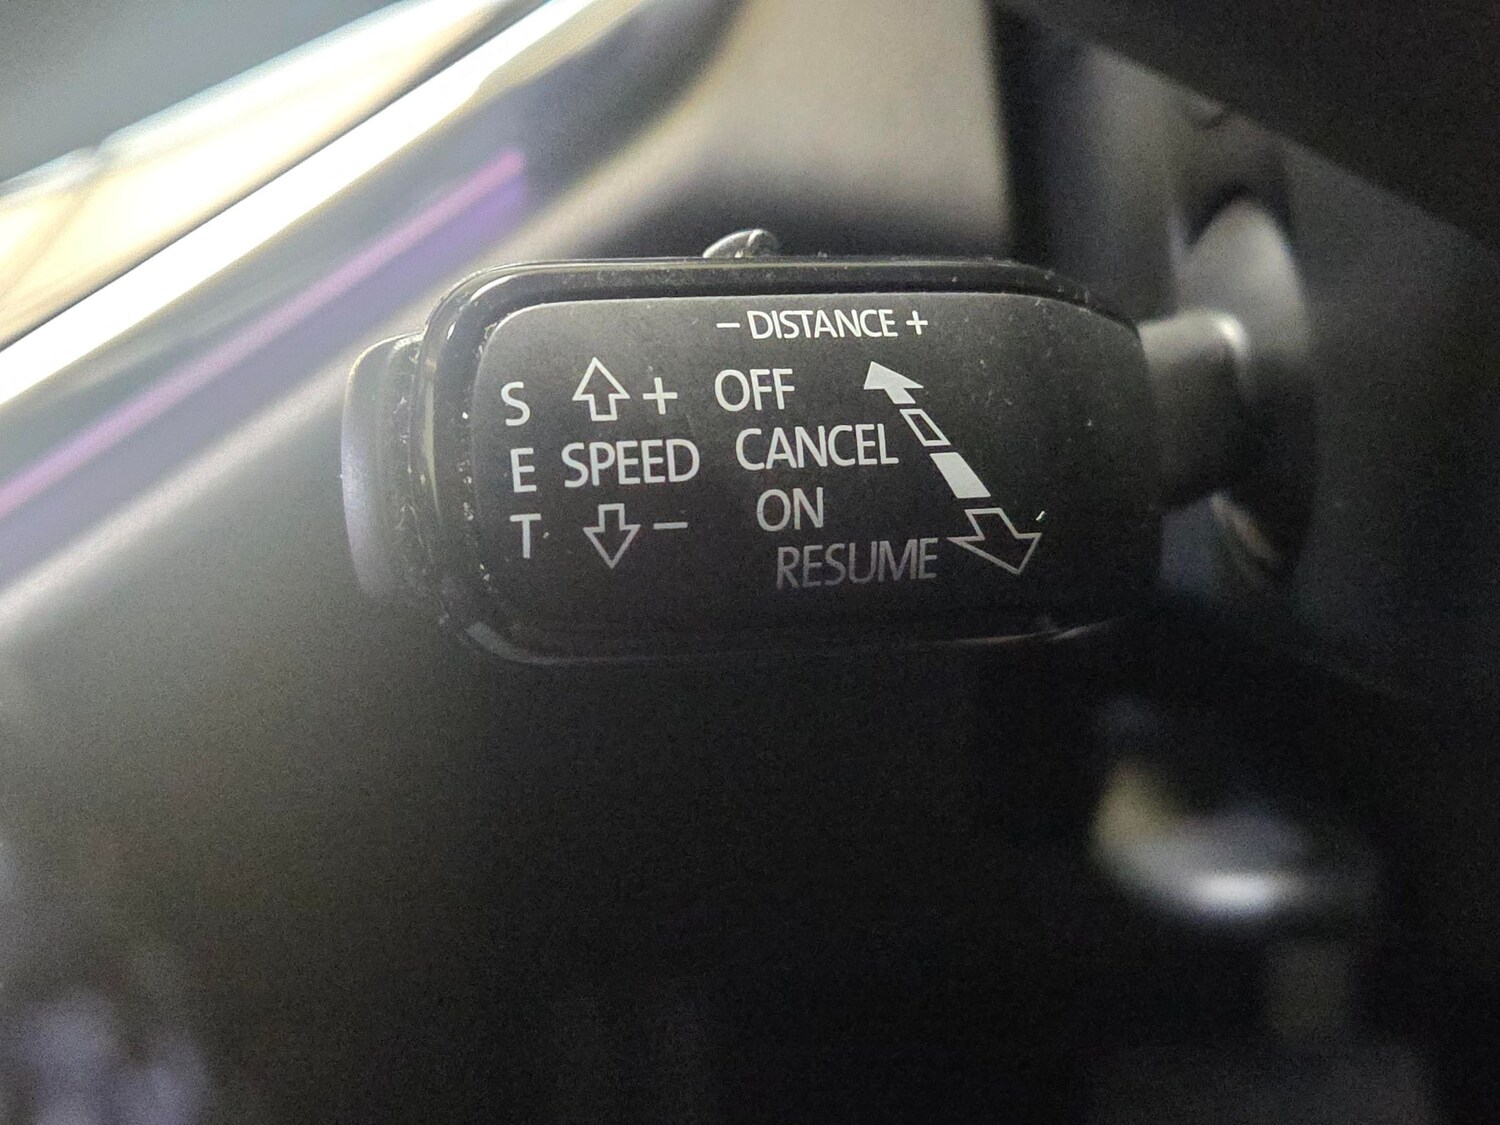 − DISTANCE +
S + OFF
E SPEED CANCEL
T − ON
RESUME